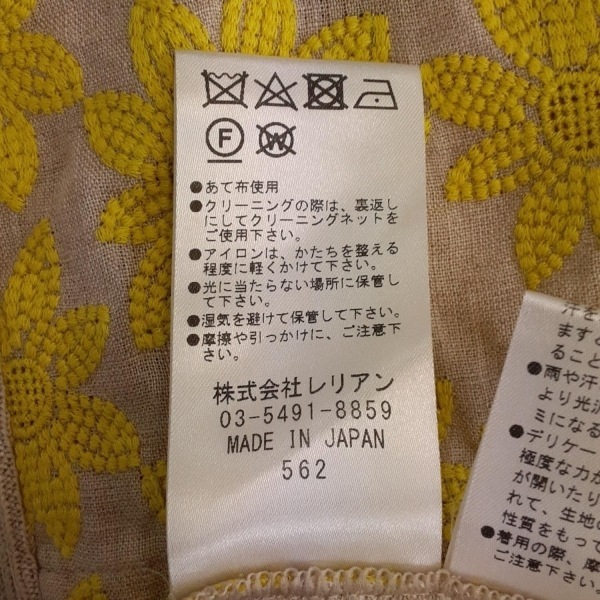 F W
●あて布使用
●クリーニングの際は、裏返し
にしてクリーニングネットを
ご使用下さい。
●アイロンは、かたちを整える
程度に軽くかけて下さい。
●光に当たらない場所に保管し
て下さい。
●湿気を避けて保管して下さい。
●摩擦や引っかけに、ご注意下
さい。
株式会社レリアン
03-5491-8859
MADE IN JAPAN
562
汗を
ますと
ること
●雨や汗
より光沢
ミになる
●デリケー
極度な力が
が開いたり
れて、生地の
性質をもって
●着用の際、摩
ご注意下さい。